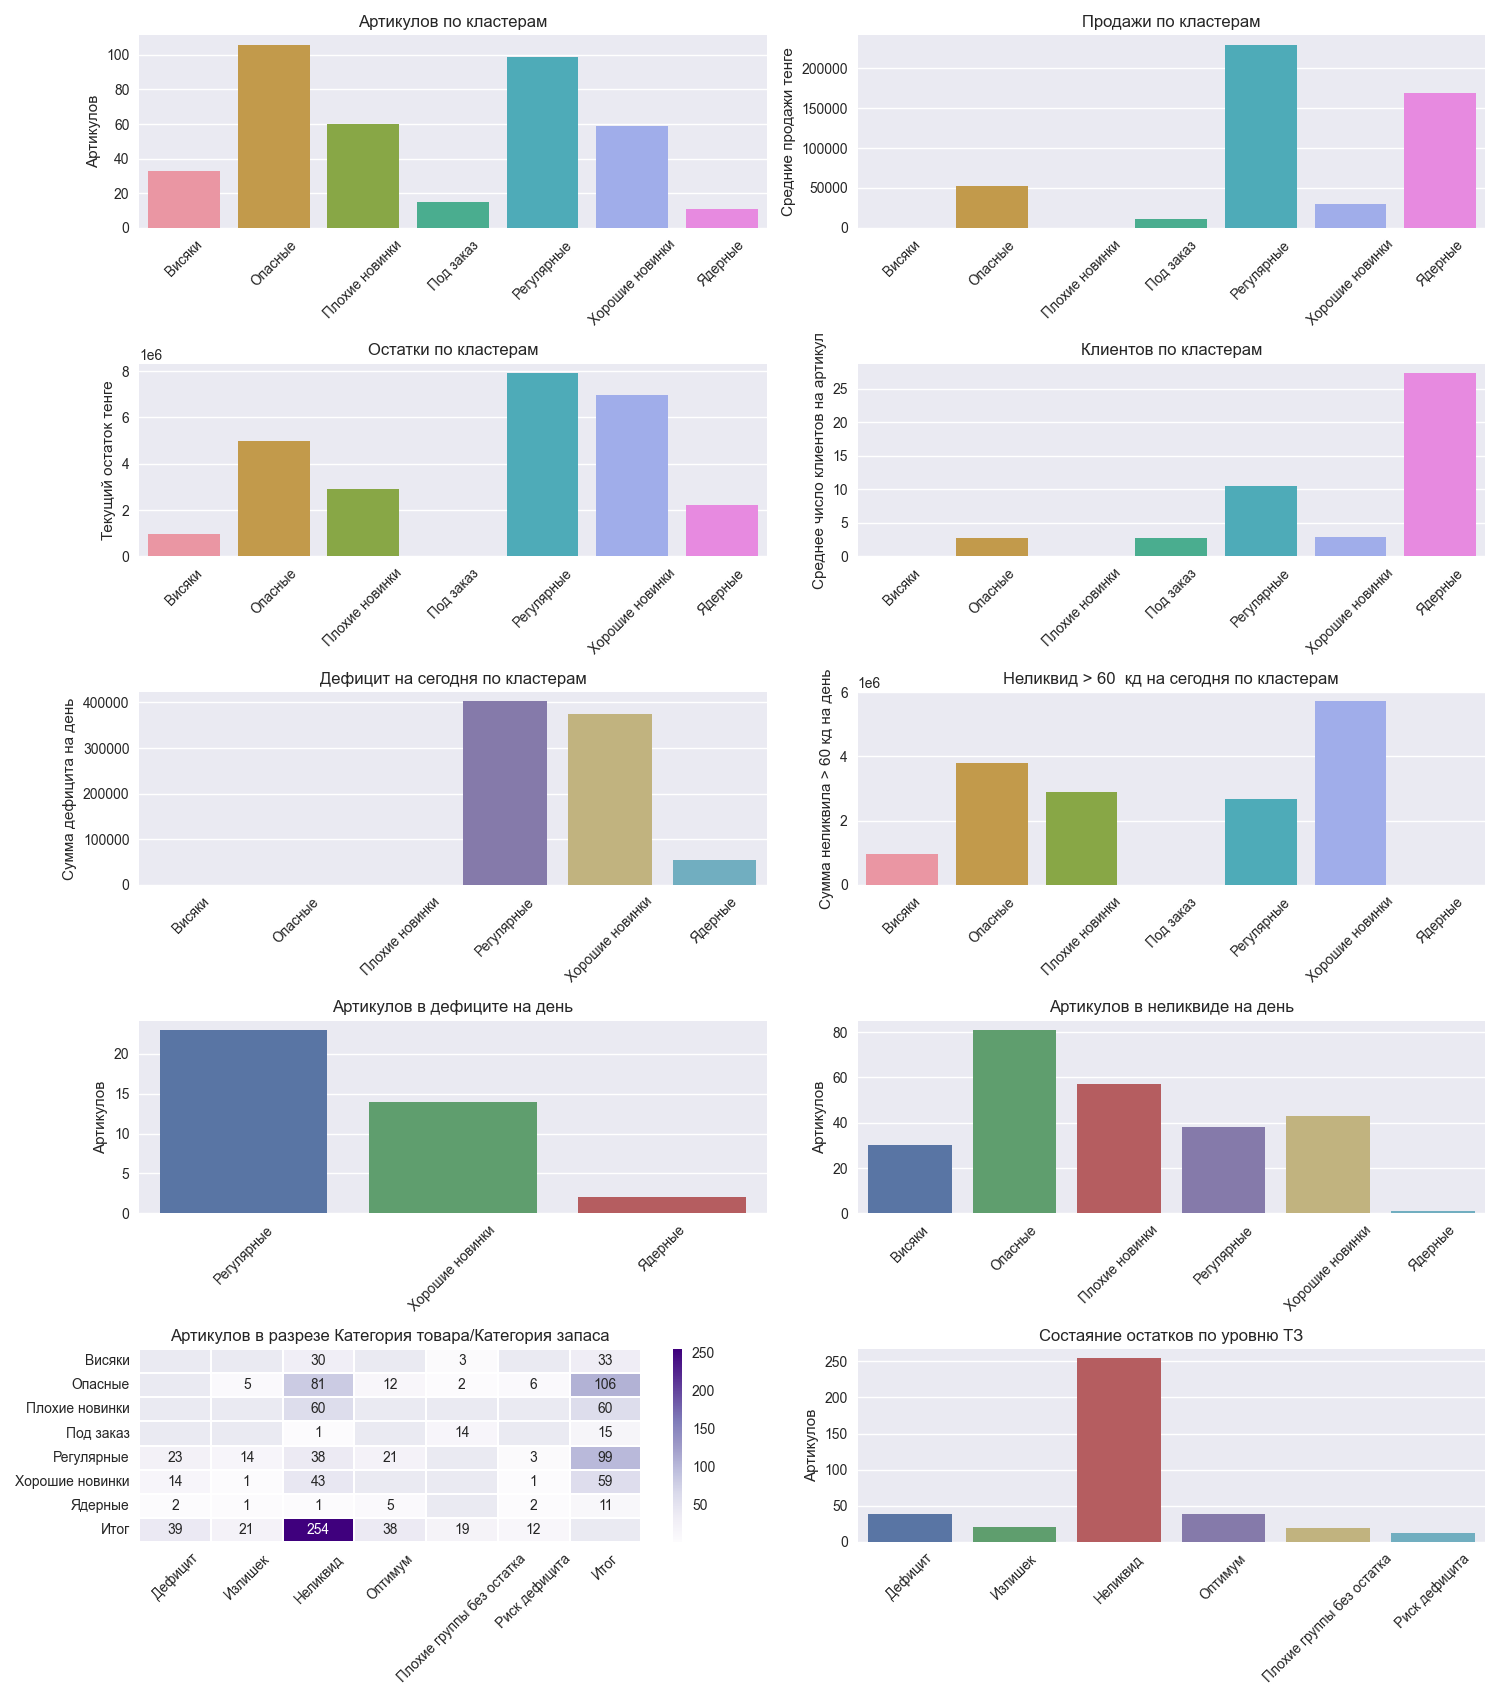 Артикулов по кластерам
Артикулов
100
80
60
40
20
0
Висяки
Опасные
Плохие новинки
Под заказ
Регулярные
Хорошие новинки
Ядерные
Продажи по кластерам
Средние продажи тенге
200000
150000
100000
50000
0
Висяки
Опасные
Плохие новинки
Под заказ
Регулярные
Хорошие новинки
Ядерные
Остатки по кластерам
1e6
Текущий остаток тенге
8
6
4
2
0
Висяки
Опасные
Плохие новинки
Под заказ
Регулярные
Хорошие новинки
Ядерные
Клиентов по кластерам
Среднее число клиентов на артикул
25
20
15
10
5
0
Висяки
Опасные
Плохие новинки
Под заказ
Регулярные
Хорошие новинки
Ядерные
Дефицит на сегодня по кластерам
Сумма дефицита на день
400000
300000
200000
100000
0
Висяки
Опасные
Плохие новинки
Регулярные
Хорошие новинки
Ядерные
Неликвид > 60  кд на сегодня по кластерам
1e6
Сумма неликвила > 60 кд на день
6
4
2
0
Висяки
Опасные
Плохие новинки
Под заказ
Регулярные
Хорошие новинки
Ядерные
Артикулов в дефиците на день
Артикулов
20
15
10
5
0
Регулярные
Хорошие новинки
Ядерные
Артикулов в неликвиде на день
Артикулов
80
60
40
20
0
Висяки
Опасные
Плохие новинки
Регулярные
Хорошие новинки
Ядерные
Артикулов в разрезе Категория товара/Категория запаса
Висяки 30 3 33
Опасные 5 81 12 2 6 106
Плохие новинки 60 60
Под заказ 1 14 15
Регулярные 23 14 38 21 3 99
Хорошие новинки 14 1 43 1 59
Ядерные 2 1 1 5 2 11
Итог 39 21 254 38 19 12
Дефицит
Излишек
Неликвид
Оптимум
Плохие группы без остатка
Риск дефицита
Итог
250
200
150
100
50
Состаяние остатков по уровню ТЗ
Артикулов
250
200
150
100
50
0
Дефицит
Излишек
Неликвид
Оптимум
Плохие группы без остатка
Риск дефицита